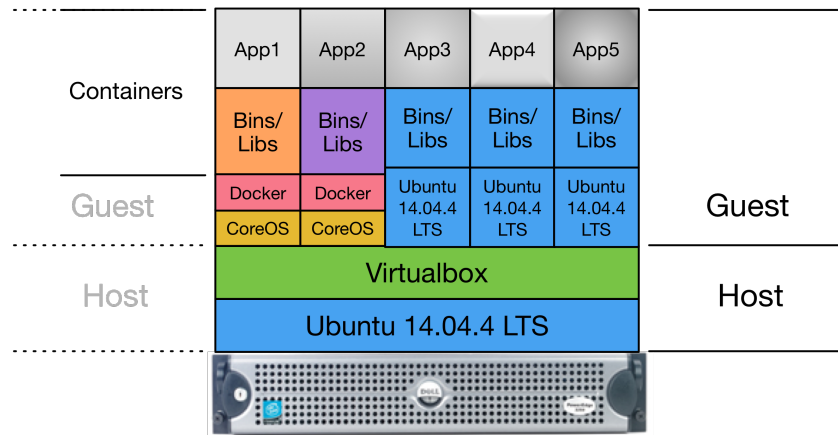 App1 App2 App3 App4 App5
Containers
Bins/ Bins/ Bins/ Bins/ Bins/
Libs Libs Libs Libs Libs
Docker Docker Ubuntu Ubuntu Ubuntu
14.04.4 14.04.4 14.04.4
CoreOS CoreOS LTS LTS LTS
Guest Guest
Virtualbox
Host Host
Ubuntu 14.04.4 LTS
DELL